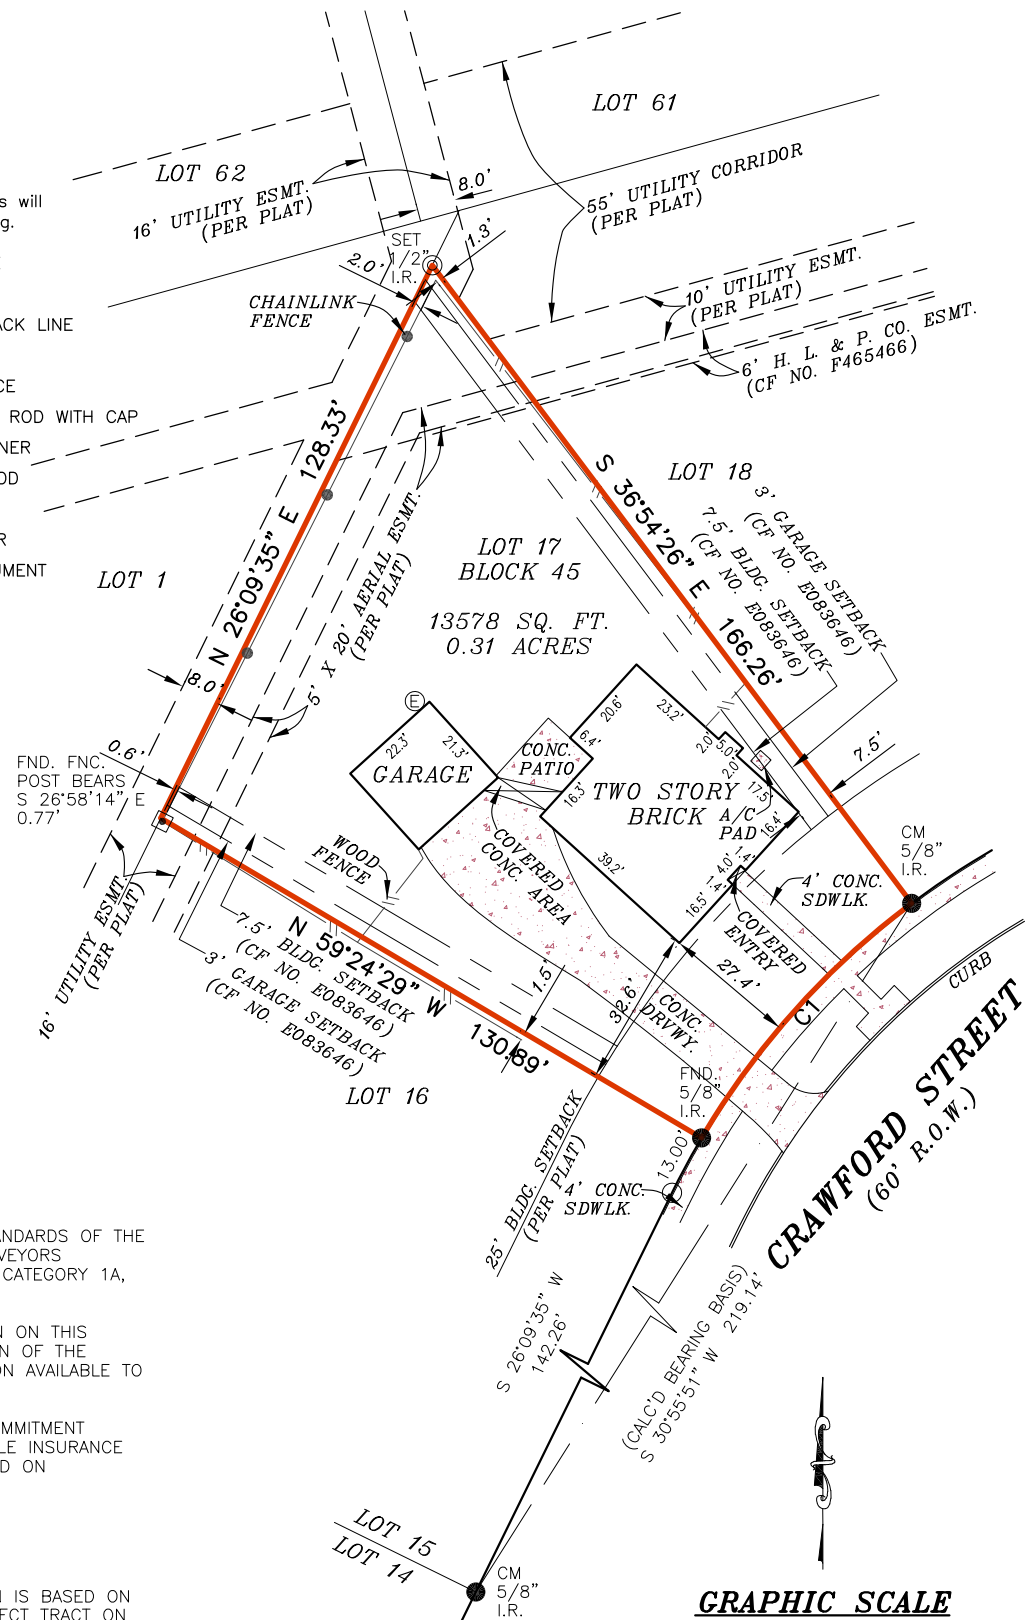 LOT 61
LOT 62
16' UTILITY ESMT.
(PER PLAT)
8.0'
55' UTILITY CORRIDOR
(PER PLAT)
s will
g.
SET
1/2"
I.R.
2.0'
1.3'
CHAINLINK
FENCE
10' UTILITY ESMT.
(PER PLAT)
6' H. L. & P. CO. ESMT.
(CF NO. F465466)
ACK LINE
CE
ROD WITH CAP
NER
OD
R
UMENT
LOT 1
N 26°09'35" E 128.33'
S 36°54'26" E 166.26'
LOT 18
3' GARAGE SETBACK
(CF NO. E083646)
7.5' BLDG. SETBACK
(CF NO. E083646)
LOT 17
BLOCK 45
13578 SQ. FT.
0.31 ACRES
5' X 20' AERIAL ESMT.
(PER PLAT)
8.0'
0.6'
FND. FNC.
POST BEARS
S 26°58'14" E
0.77'
E
22.3'
21.3'
GARAGE
CONC.
PATIO
20.6'
23.2'
6.4'
2.0'
5.0'
2.0'
17.5'
16.3'
TWO STORY
BRICK
A/C
PAD
16.4'
1.4'
4.0'
1.4'
39.2'
16.5'
7.5'
CM
5/8"
I.R.
WOOD
FENCE
COVERED
CONC. AREA
4' CONC.
SDWLK.
COVERED
ENTRY
27.4'
C1
CURB
16' UTILITY ESMT.
(PER PLAT)
7.5' BLDG. SETBACK
(CF NO. E083646)
3' GARAGE SETBACK
(CF NO. E083646)
N 59°24'29" W 130.89'
1.5'
32.6'
CONC.
DRVWY.
FND.
5/8"
I.R.
LOT 16
13.00'
4' CONC.
SDWLK.
25' BLDG. SETBACK
(PER PLAT)
CRAWFORD STREET
(60' R.O.W.)
ANDARDS OF THE
VEYORS
CATEGORY 1A,
N ON THIS
N OF THE
ON AVAILABLE TO
MMITMENT
LE INSURANCE
D ON
S 26°09'35" W
142.26'
(CALC'D BEARING BASIS)
S 30°55'51" W 219.14'
LOT 15
LOT 14
CM
5/8"
I.R.
N IS BASED ON
ECT TRACT ON
GRAPHIC SCALE